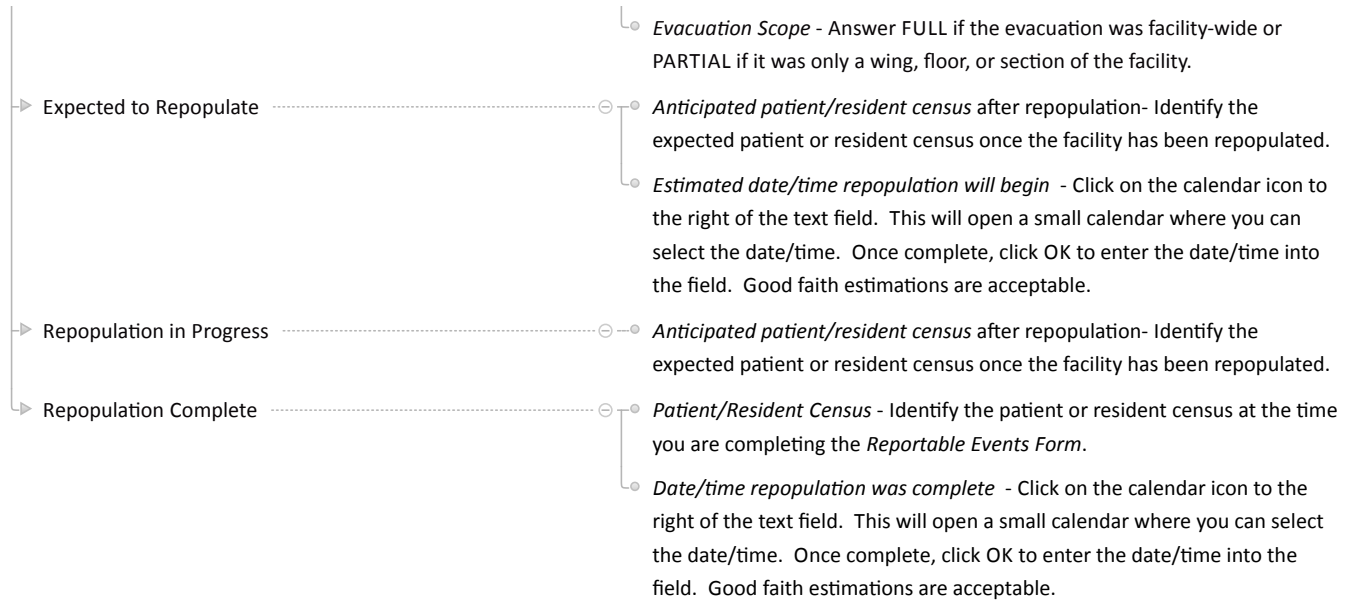 Evacuation Scope - Answer FULL if the evacuation was facility-wide or
PARTIAL if it was only a wing, floor, or section of the facility.
Expected to Repopulate
Anticipated patient/resident census after repopulation- Identify the
expected patient or resident census once the facility has been repopulated.
Estimated date/time repopulation will begin - Click on the calendar icon to
the right of the text field. This will open a small calendar where you can
select the date/time. Once complete, click OK to enter the date/time into
the field. Good faith estimations are acceptable.
Repopulation in Progress
Anticipated patient/resident census after repopulation- Identify the
expected patient or resident census once the facility has been repopulated.
Repopulation Complete
Patient/Resident Census - Identify the patient or resident census at the time
you are completing the Reportable Events Form.
Date/time repopulation was complete - Click on the calendar icon to the
right of the text field. This will open a small calendar where you can select
the date/time. Once complete, click OK to enter the date/time into the
field. Good faith estimations are acceptable.